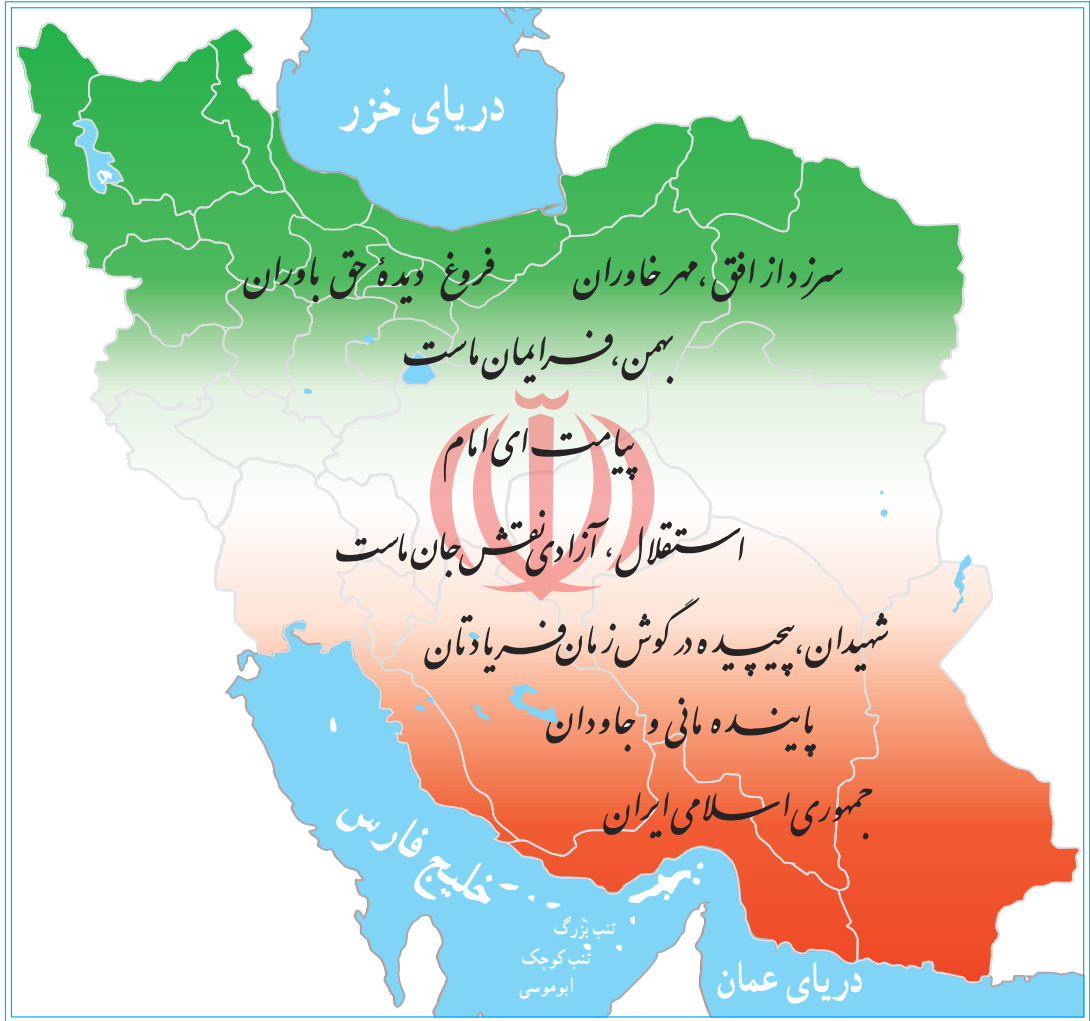 دریای خزر
سرزد از افق، مهر خاوران فروغ دیدهٔ حق باوران
بهمن، فر ایمان ماست
پیامت ای امام
استقلال، آزادی نقش جان ماست
شهیدان، پیچیده در گوش زمان فریادتان
پاینده مانی و جاودان
جمهوری اسلامی ایران
خلیج فارس
تنب بزرگ
تنب کوچک
ابوموسی
دریای عمان